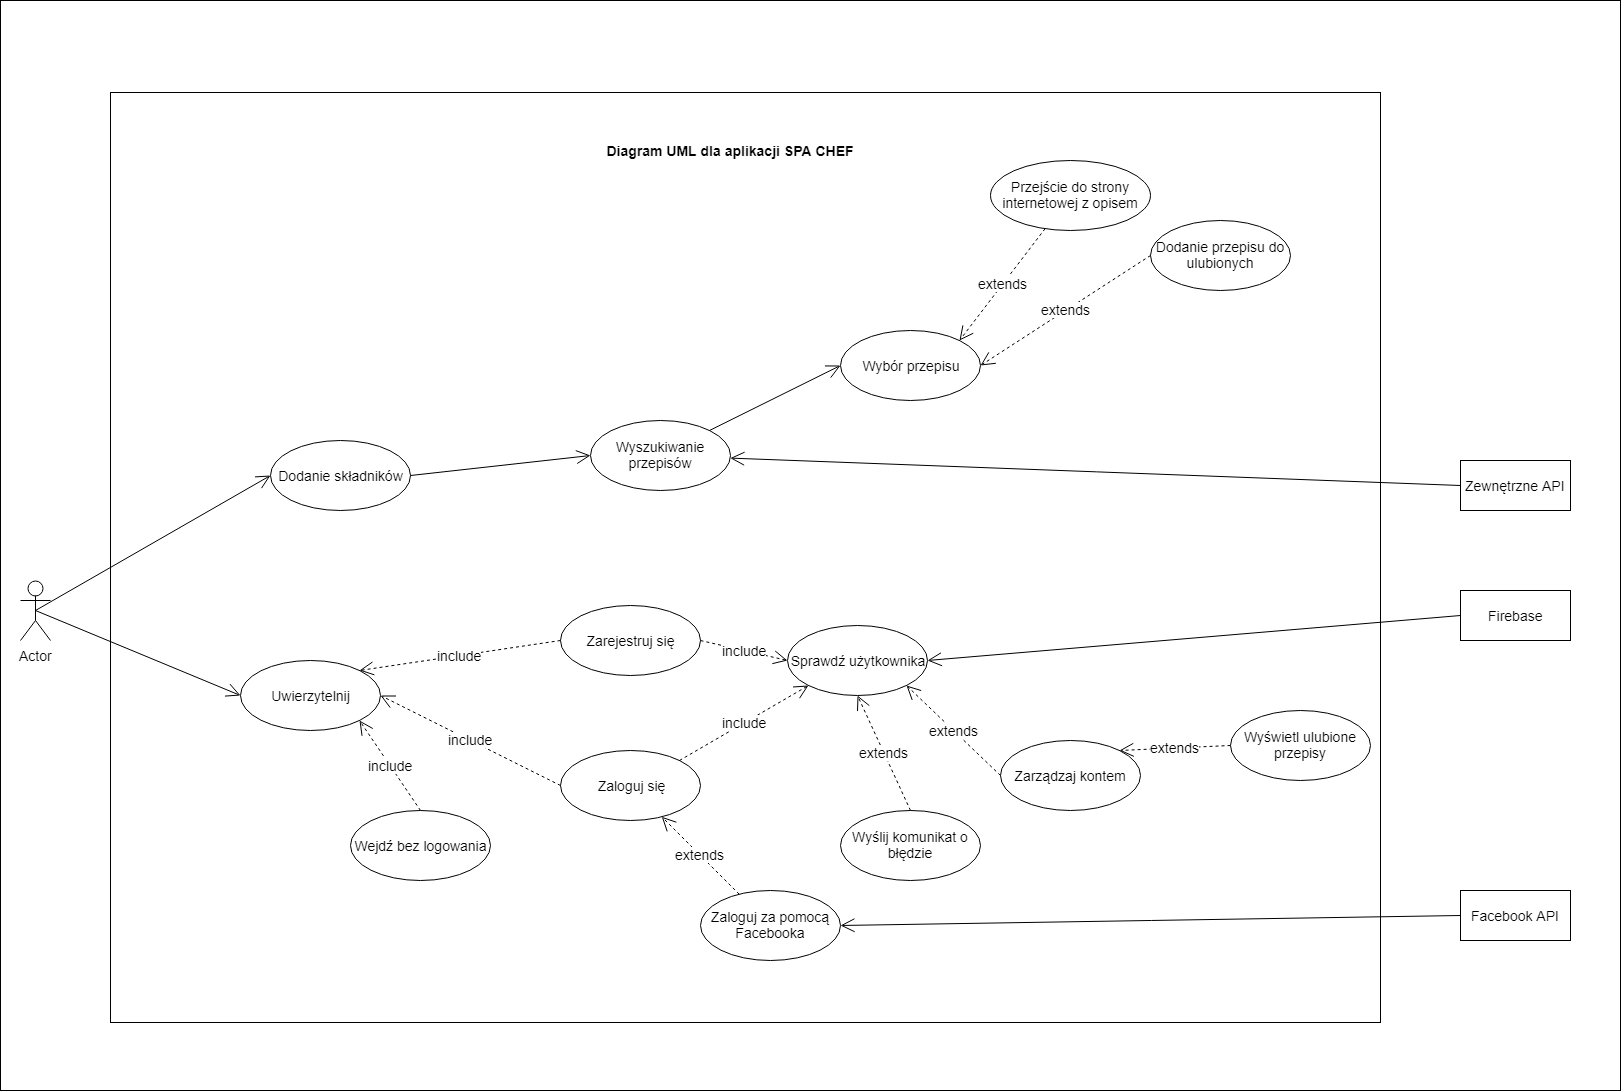 Diagram UML dla aplikacji SPA CHEF
Przejście do strony
internetowej z opisem
Dodanie przepisu do
ulubionych
extends
extends
Wybór przepisu
Wyszukiwanie
przepisów
Dodanie składników
Zewnętrzne API
Actor
Firebase
Zarejestruj się
include
include
Sprawdź użytkownika
Uwierzytelnij
include
include
include
extends
extends
extends
Wyświetl ulubione
przepisy
Zarządzaj kontem
Zaloguj się
Wejdź bez logowania
Wyślij komunikat o
błędzie
extends
Zaloguj za pomocą
Facebooka
Facebook API